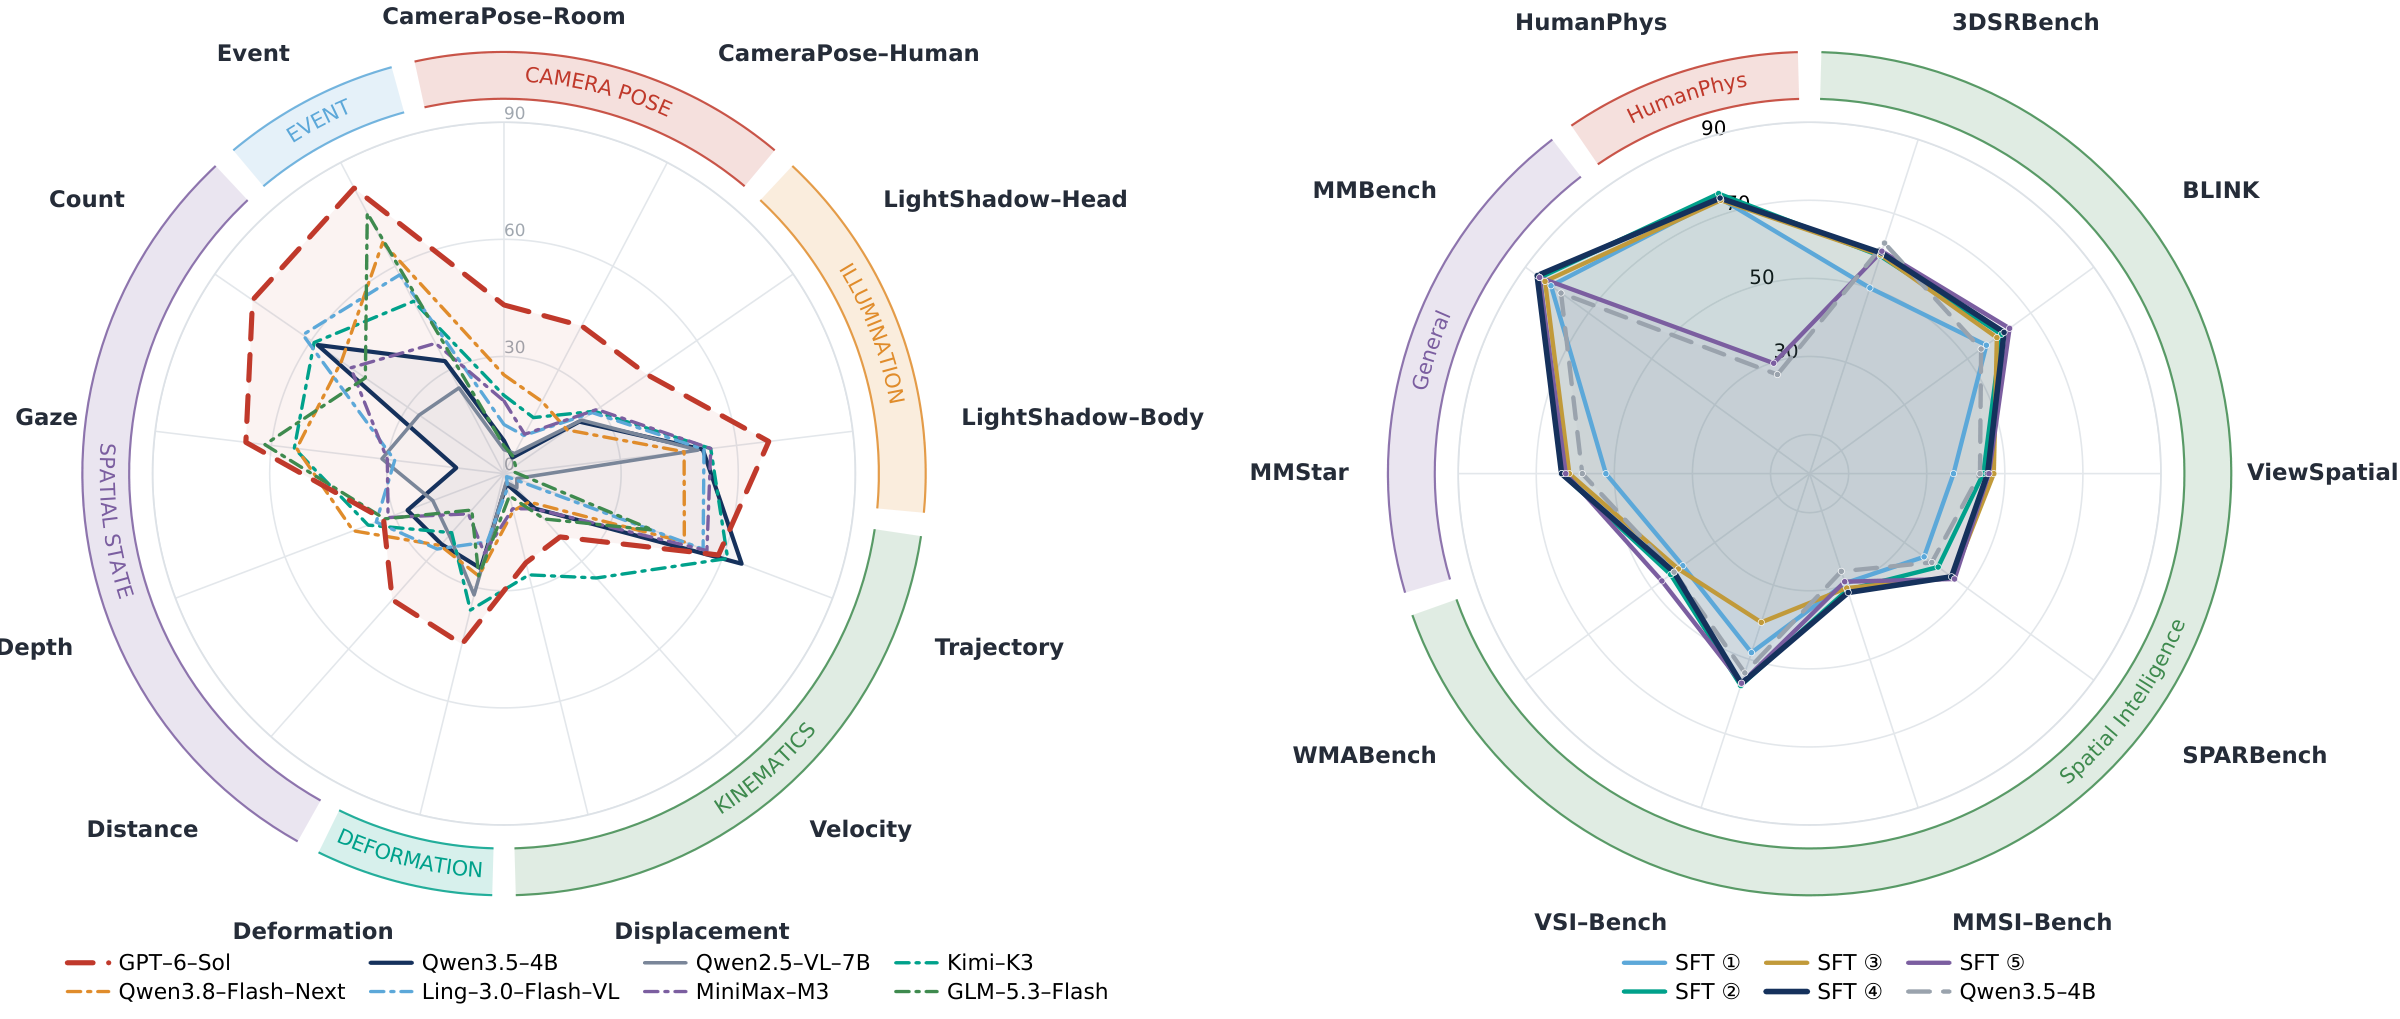 CameraPose–Room
Event
CameraPose–Human
CAMERA POSE
EVENT
90
Count
LightShadow–Head
60
ILLUMINATION
30
Gaze
LightShadow–Body
0
SPATIAL STATE
Depth
Trajectory
KINEMATICS
Distance
Velocity
DEFORMATION
Deformation
Displacement
GPT–6–Sol
Qwen3.5–4B
Qwen2.5–VL–7B
Kimi–K3
Qwen3.8–Flash–Next
Ling–3.0–Flash–VL
MiniMax–M3
GLM–5.3–Flash
HumanPhys
3DSRBench
HumanPhys
90
MMBench
BLINK
70
50
General
30
MMStar
ViewSpatial
Spatial Intelligence
WMABench
SPARBench
VSI–Bench
MMSI–Bench
SFT ①
SFT ③
SFT ⑤
SFT ②
SFT ④
Qwen3.5–4B